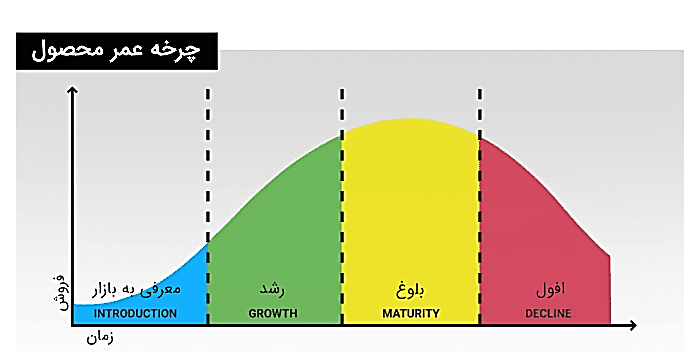 چرخه عمر محصول
فروش
معرفی به بازار
INTRODUCTION
رشد
GROWTH
بلوغ
MATURITY
افول
DECLINE
زمان